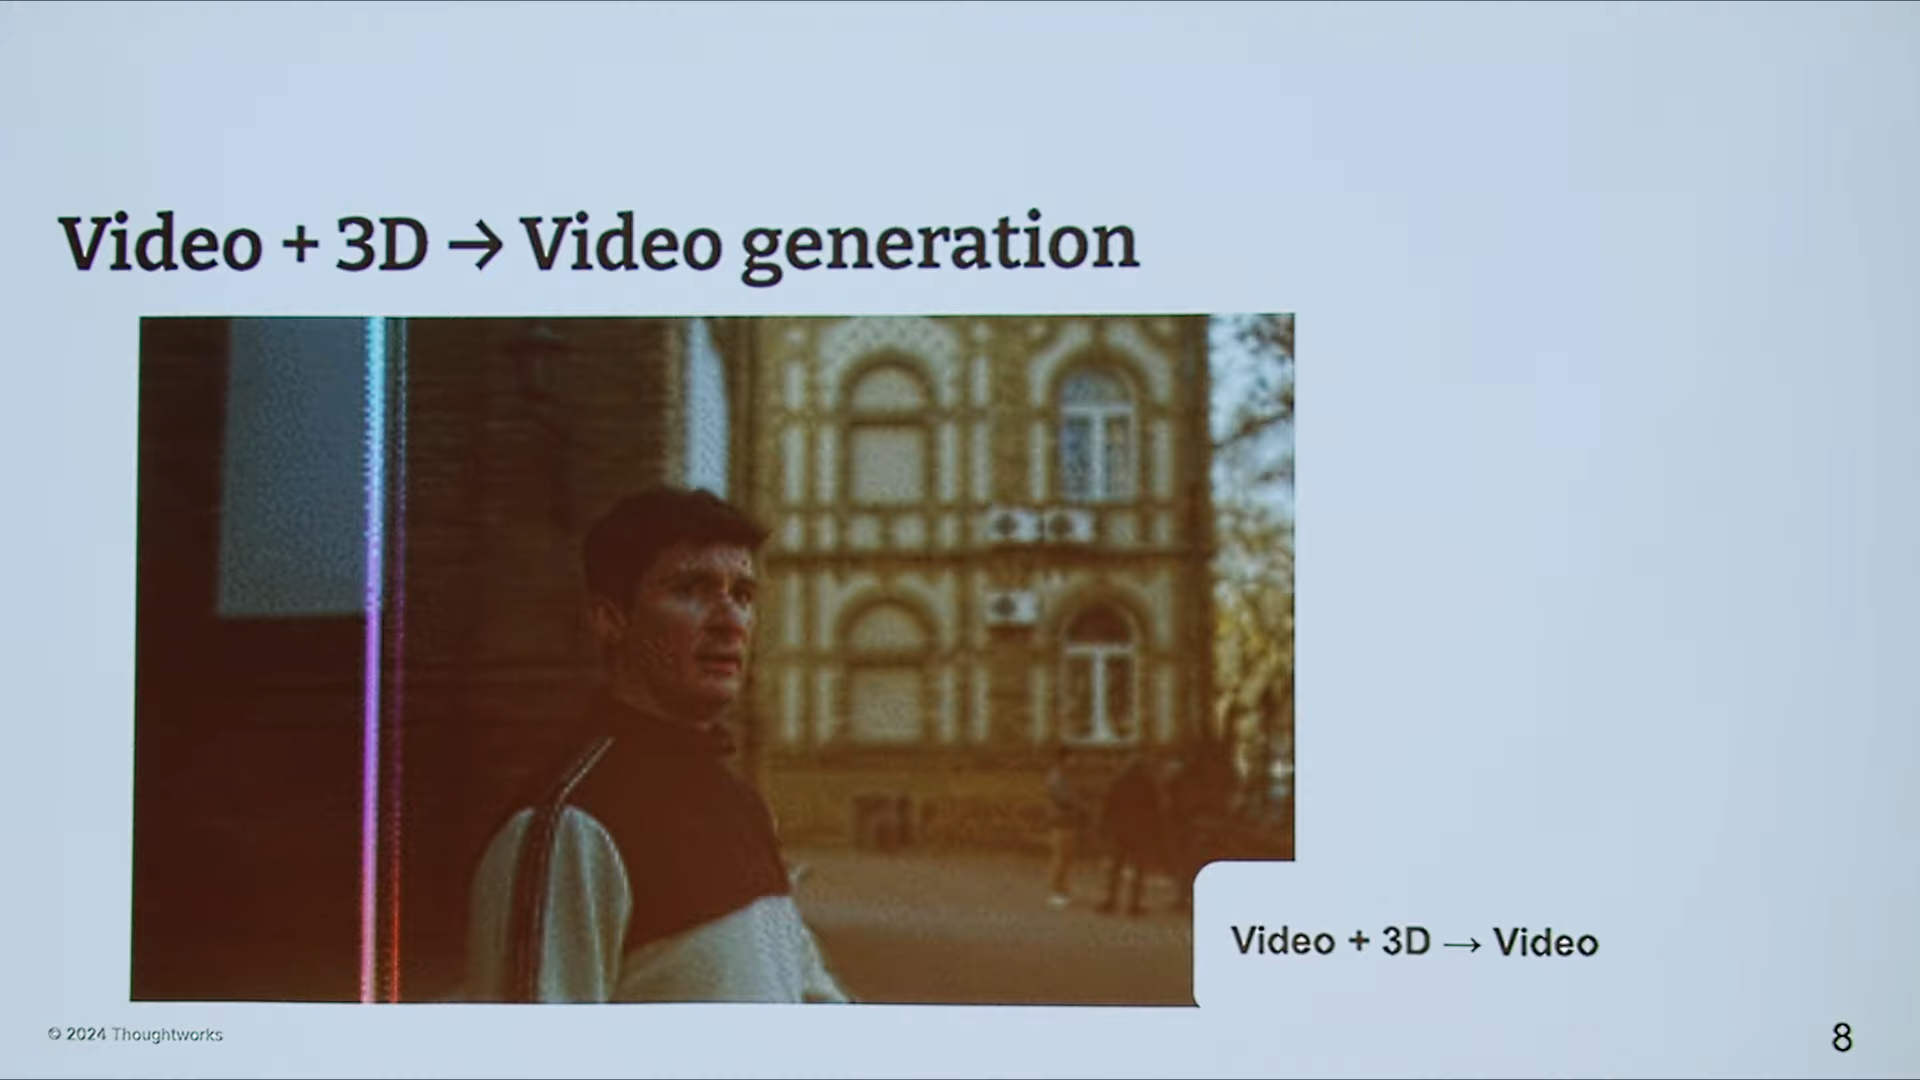 Video + 3D → Video generation
Video + 3D → Video
© 2024 Thoughtworks
8